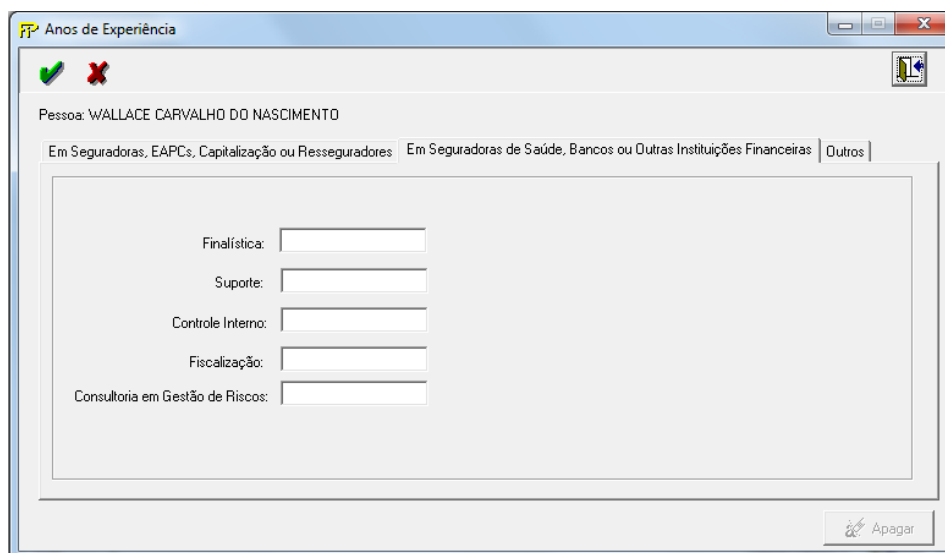 Anos de Experiência
Pessoa: WALLACE CARVALHO DO NASCIMENTO
Em Seguradoras, EAPCs, Capitalização ou Resseguradores Em Seguradoras de Saúde, Bancos ou Outras Instituições Financeiras Outros
Finalística:
Suporte:
Controle Interno:
Fiscalização:
Consultoria em Gestão de Riscos:
Apagar